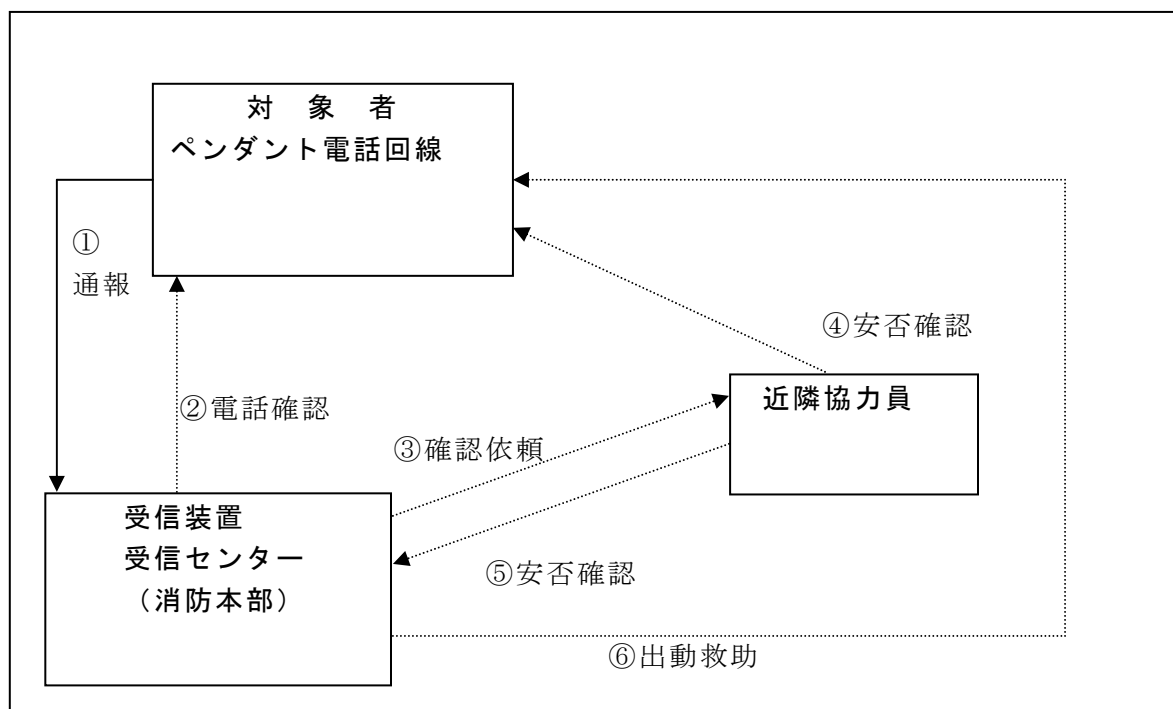 対　象　者
ペンダント電話回線
①
通報
④安否確認
②電話確認
近隣協力員
③確認依頼
受信装置
受信センター
（消防本部）
⑤安否確認
⑥出動救助